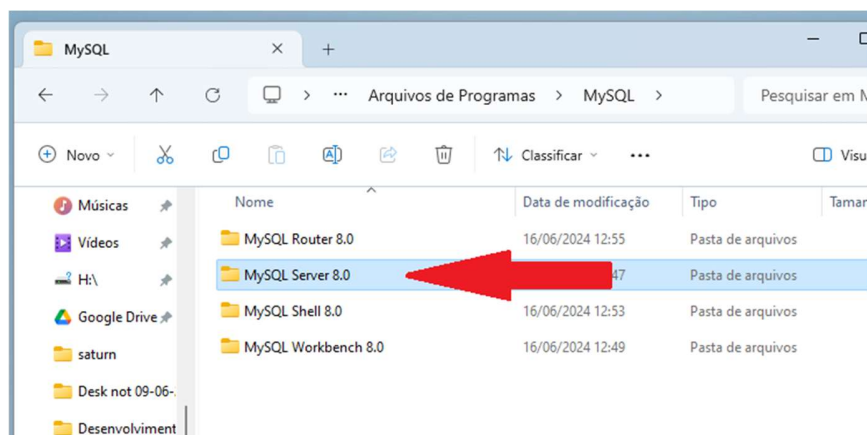 MySQL
Arquivos de Programas > MySQL >
Pesquisar em M
Novo
Classificar
Visu
Nome Data de modificação Tipo Taman
Músicas
Vídeos
H:\
Google Drive
saturn
Desk not 09-06-
Desenvolviment
MySQL Router 8.0 16/06/2024 12:55 Pasta de arquivos
MySQL Server 8.0 47 Pasta de arquivos
MySQL Shell 8.0 16/06/2024 12:53 Pasta de arquivos
MySQL Workbench 8.0 16/06/2024 12:49 Pasta de arquivos